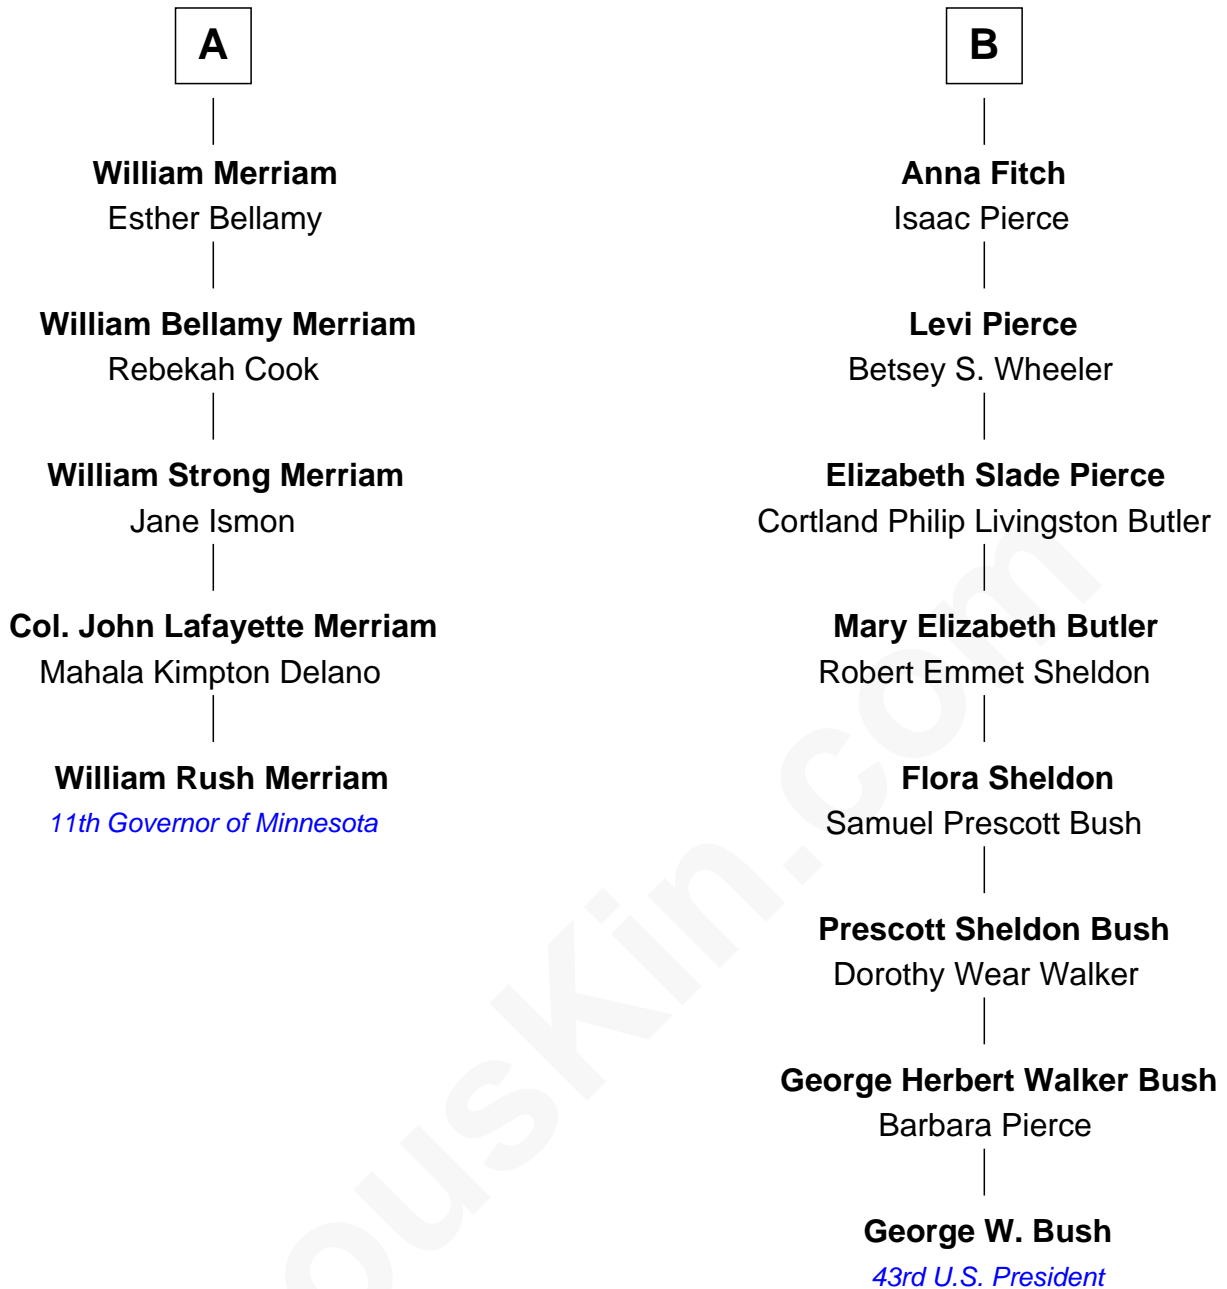 A
William Merriam
Esther Bellamy
William Bellamy Merriam
Rebekah Cook
William Strong Merriam
Jane Ismon
Col. John Lafayette Merriam
Mahala Kimpton Delano
William Rush Merriam
11th Governor of Minnesota
B
Anna Fitch
Isaac Pierce
Levi Pierce
Betsey S. Wheeler
Elizabeth Slade Pierce
Cortland Philip Livingston Butler
Mary Elizabeth Butler
Robert Emmet Sheldon
Flora Sheldon
Samuel Prescott Bush
Prescott Sheldon Bush
Dorothy Wear Walker
George Herbert Walker Bush
Barbara Pierce
George W. Bush
43rd U.S. President
ousKin.com